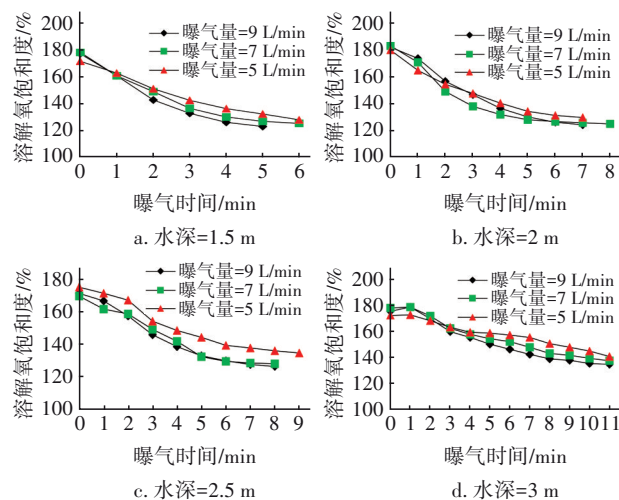 溶解氧饱和度/%
200
180
160
140
120
100
曝气量=9 L/min
曝气量=7 L/min
曝气量=5 L/min
0 1 2 3 4 5 6
曝气时间/min
a. 水深=1.5 m
溶解氧饱和度/%
200
180
160
140
120
100
曝气量=9 L/min
曝气量=7 L/min
曝气量=5 L/min
0 1 2 3 4 5 6 7 8
曝气时间/min
b. 水深=2 m
溶解氧饱和度/%
180
160
140
120
100
曝气量=9 L/min
曝气量=7 L/min
曝气量=5 L/min
0 1 2 3 4 5 6 7 8 9
曝气时间/min
c. 水深=2.5 m
溶解氧饱和度/%
200
180
160
140
120
100
曝气量=9 L/min
曝气量=7 L/min
曝气量=5 L/min
0 1 2 3 4 5 6 7 8 9 10 11
曝气时间/min
d. 水深=3 m